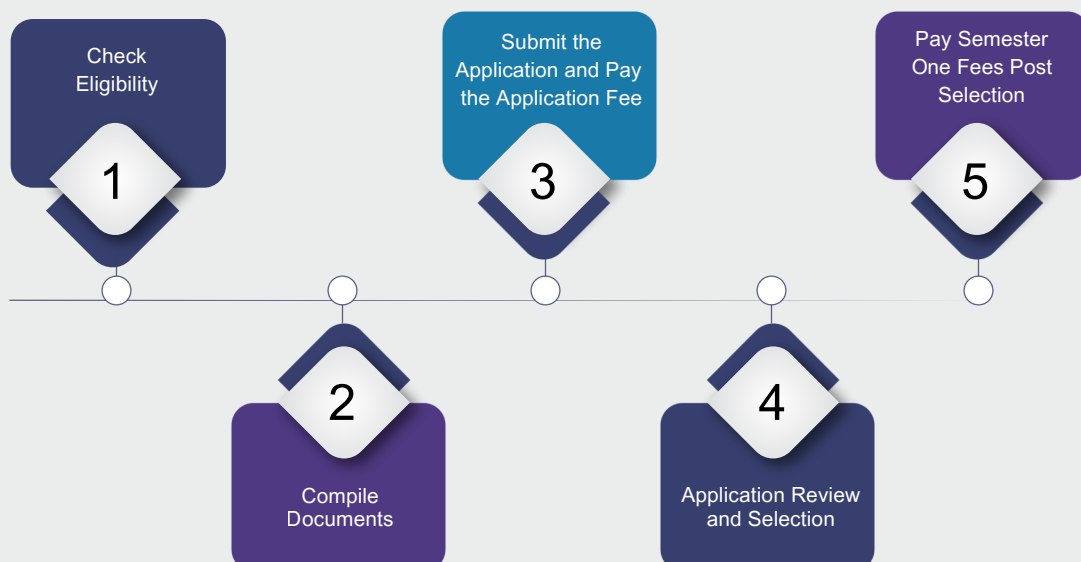 Check
Eligibility
1
2
Compile
Documents
Submit the
Application and Pay
the Application Fee
3
4
Application Review
and Selection
Pay Semester
One Fees Post
Selection
5